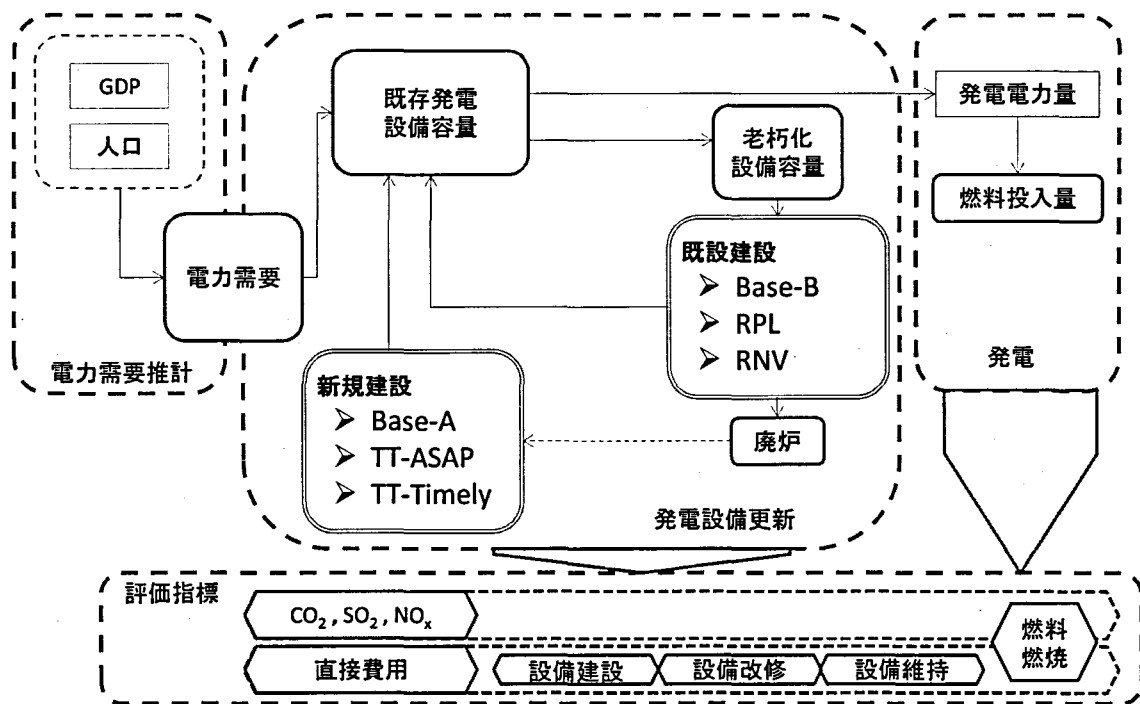 GDP
人口
電力需要
電力需要推計
既存発電
設備容量
老朽化
設備容量
既設建設
➢ Base-B
➢ RPL
➢ RNV
廃炉
新規建設
➢ Base-A
➢ TT-ASAP
➢ TT-Timely
発電設備更新
発電電力量
燃料投入量
発電
評価指標
CO₂ , SO₂ , NOₓ
直接費用
設備建設
設備改修
設備維持
燃料
燃焼